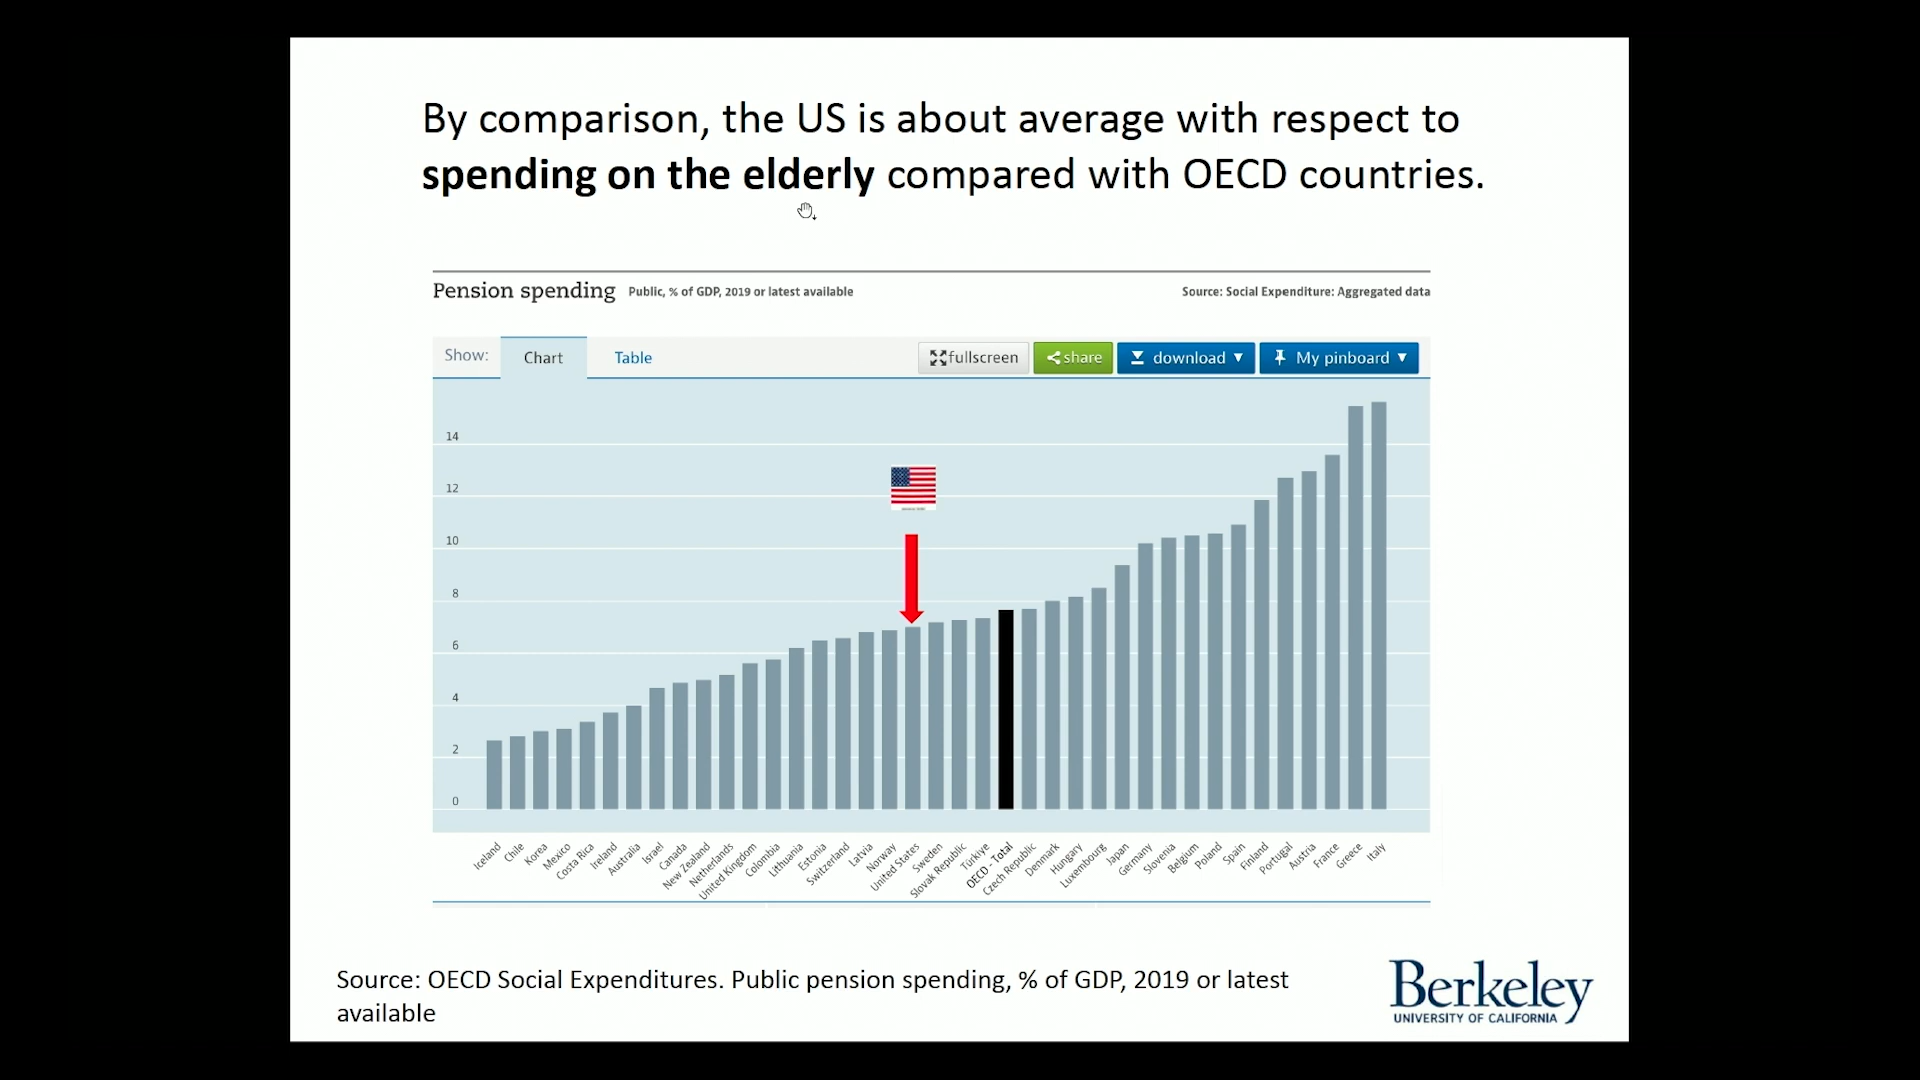 By comparison, the US is about average with respect to
spending on the elderly compared with OECD countries.
Pension spending Public, % of GDP, 2019 or latest available
Source: Social Expenditure: Aggregated data
Show:
Chart
Table
fullscreen
share
download
My pinboard
14
12
10
8
6
4
2
0
Iceland
Chile
Korea
Mexico
Costa Rica
Ireland
Australia
Israel
Canada
New Zealand
Netherlands
United Kingdom
Colombia
Lithuania
Estonia
Switzerland
Latvia
Norway
United States
Sweden
Slovak Republic
Türkiye
OECD - Total
Czech Republic
Denmark
Hungary
Luxembourg
Japan
Germany
Slovenia
Belgium
Poland
Spain
Finland
Portugal
Austria
France
Greece
Italy
Source: OECD Social Expenditures. Public pension spending, % of GDP, 2019 or latest
available
Berkeley
UNIVERSITY OF CALIFORNIA